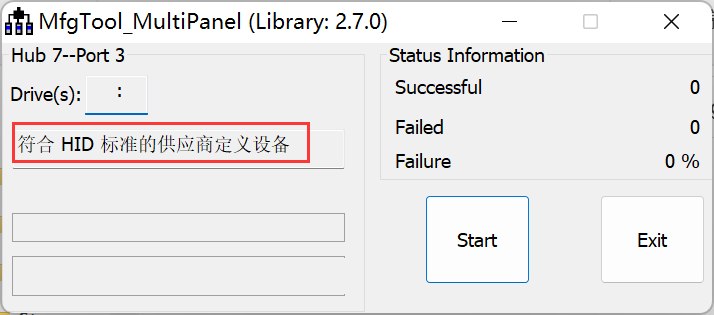 MfgTool_MultiPanel (Library: 2.7.0)
Hub 7--Port 3
Drive(s): :
符合 HID 标准的供应商定义设备
Status Information
Successful 0
Failed 0
Failure 0 %
Start
Exit